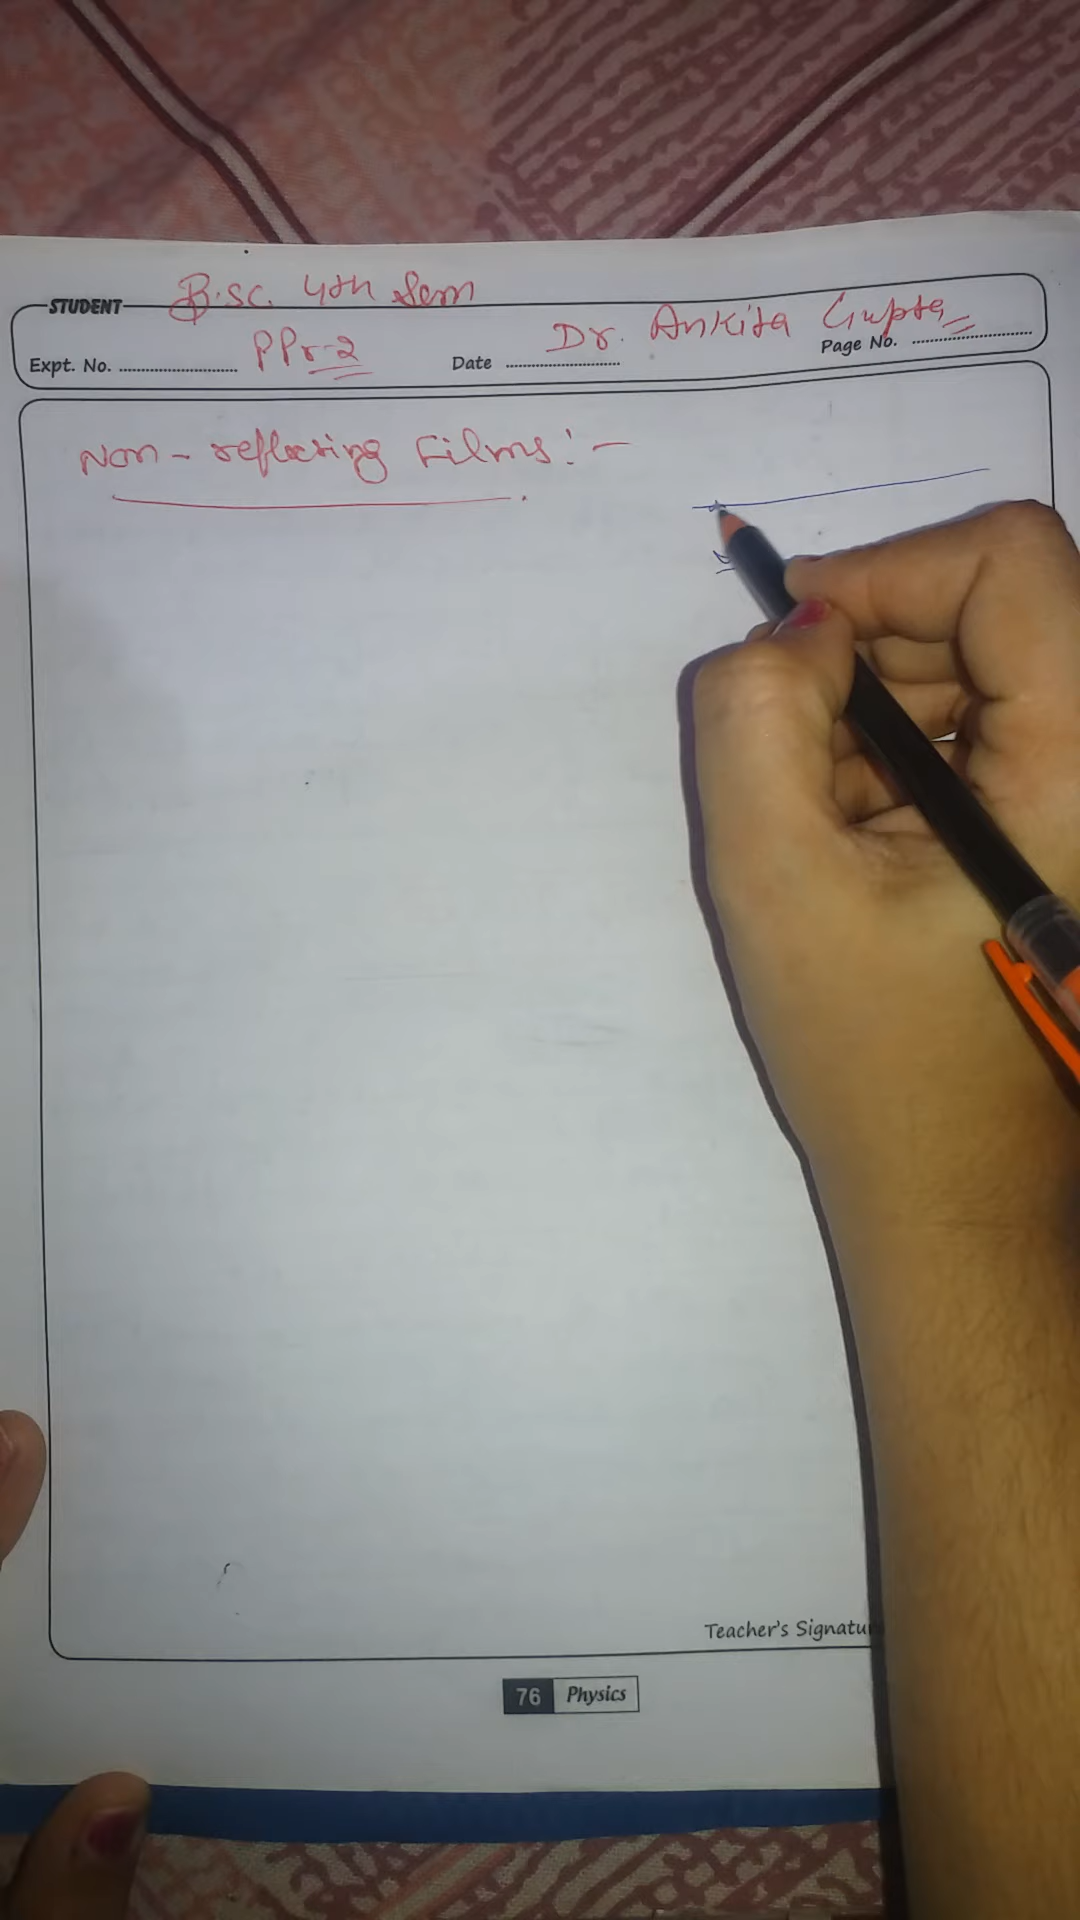 B.sc. 4th Sem
STUDENT
PPr-2 Dr. Ankita Gupta
Expt. No. Date Page No.
Non-reflecting Films:-
Teacher's Signatu
76 Physics